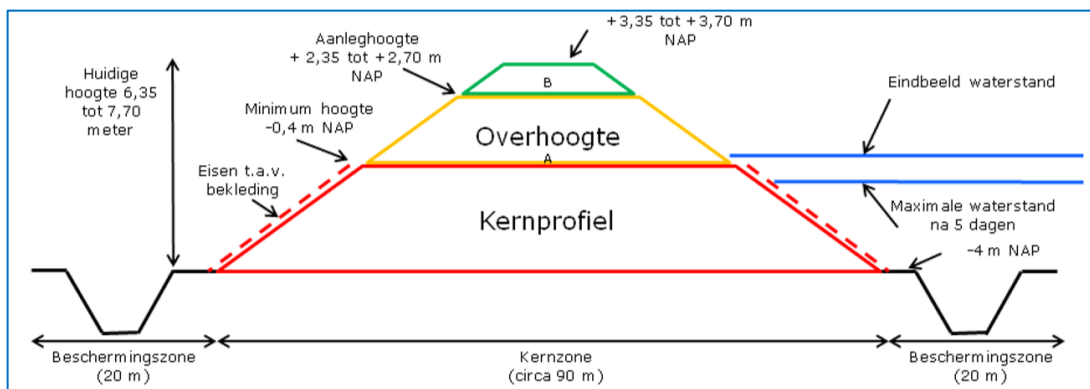 + 3,35 tot +3,70 m
NAP
Aanleghoogte
+ 2,35 tot +2,70 m
NAP
Huidige
hoogte 6,35
tot 7,70
meter
B
Eindbeeld waterstand
Minimum hoogte
-0,4 m NAP
Overhoogte
A
Eisen t.a.v.
bekleding
Kernprofiel
Maximale waterstand
na 5 dagen
-4 m NAP
Beschermingszone
(20 m)
Kernzone
(circa 90 m)
Beschermingszone
(20 m)